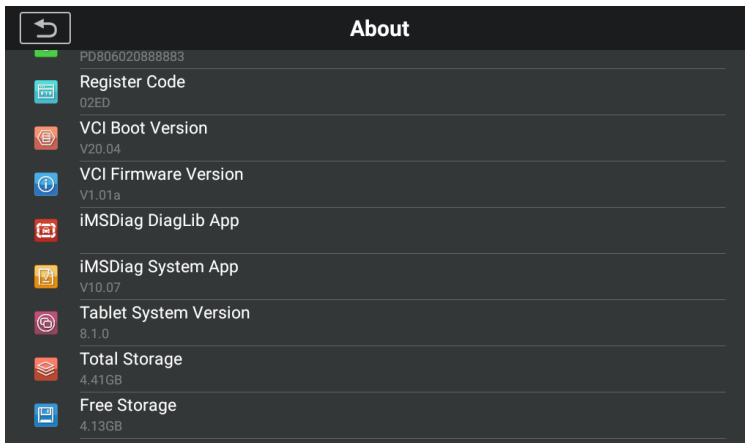 About
PD806020888883
Register Code
02ED
VCI Boot Version
V20.04
VCI Firmware Version
V1.01a
iMSDiag DiagLib App
iMSDiag System App
V10.07
Tablet System Version
8.1.0
Total Storage
4.41GB
Free Storage
4.13GB